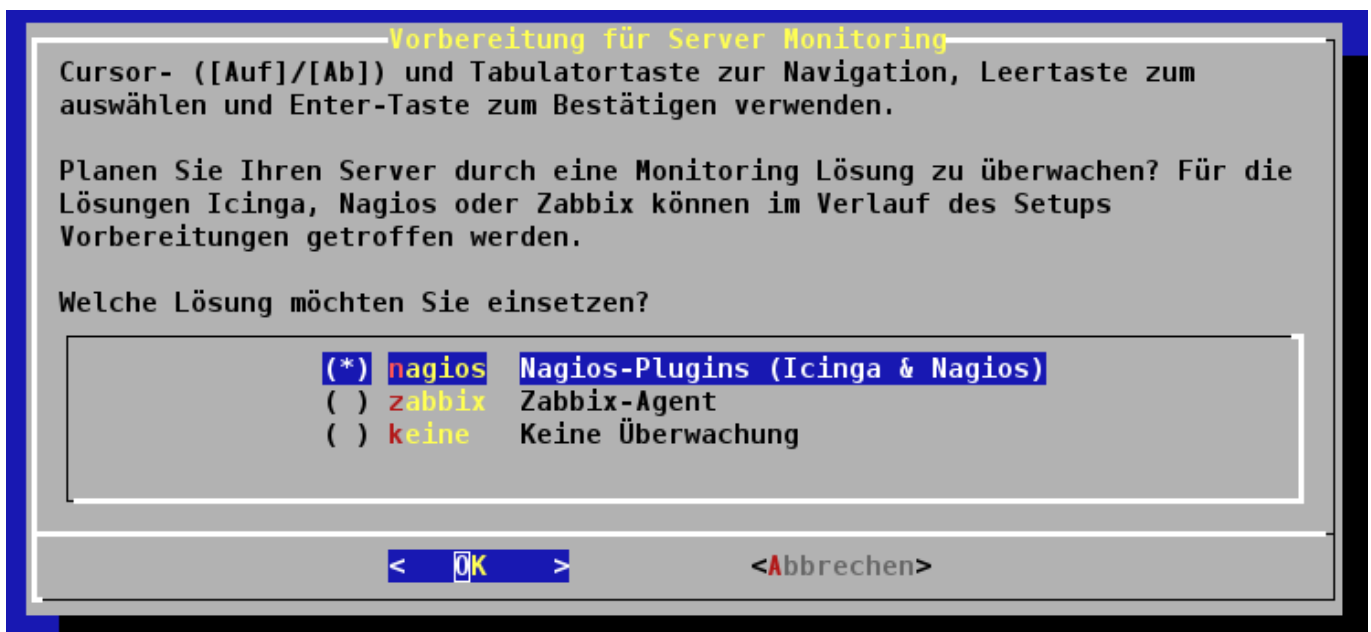 Vorbereitung für Server Monitoring
Cursor- ([Auf]/[Ab]) und Tabulatortaste zur Navigation, Leertaste zum
auswählen und Enter-Taste zum Bestätigen verwenden.
Planen Sie Ihren Server durch eine Monitoring Lösung zu überwachen? Für die
Lösungen Icinga, Nagios oder Zabbix können im Verlauf des Setups
Vorbereitungen getroffen werden.
Welche Lösung möchten Sie einsetzen?
(*) nagios Nagios-Plugins (Icinga & Nagios)
( ) zabbix Zabbix-Agent
( ) keine Keine Überwachung
< OK > <Abbrechen>